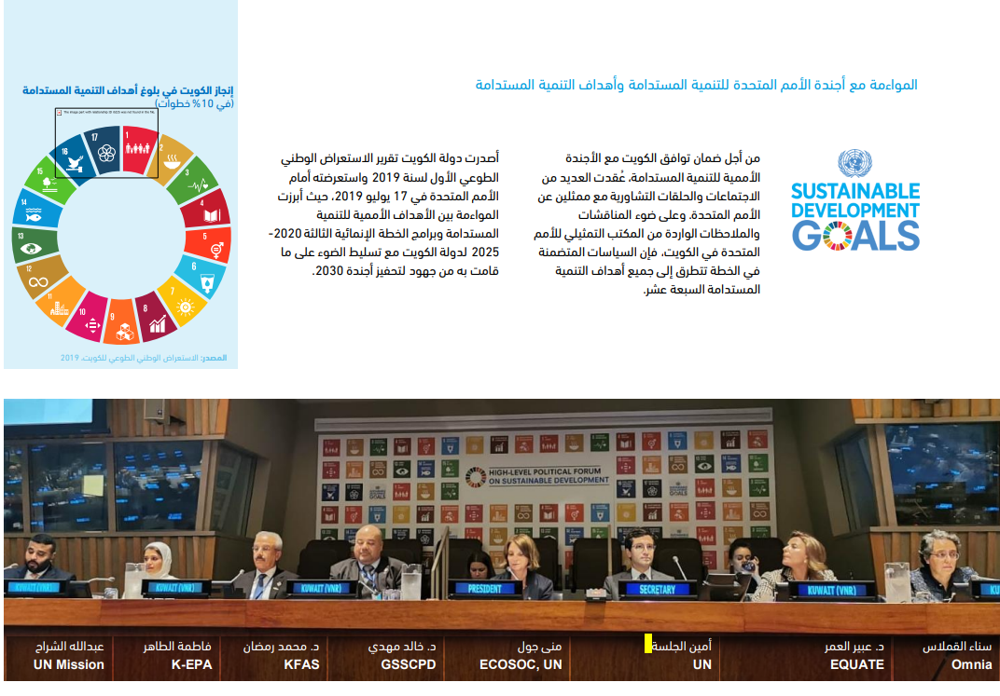 المواءمة مع أجندة الأمم المتحدة للتنمية المستدامة وأهداف التنمية المستدامة
SUSTAINABLE
DEVELOPMENT
GOALS
من أجل ضمان توافق الكويت مع الأجندة
الأممية للتنمية المستدامة، عُقدت العديد من
الاجتماعات والحلقات التشاورية مع ممثلين عن
الأمم المتحدة. وعلى ضوء المناقشات
والملاحظات الواردة من المكتب التمثيلي للأمم
المتحدة في الكويت، فإن السياسات المتضمنة
في الخطة تتطرق إلى جميع أهداف التنمية
المستدامة السبعة عشر.
أصدرت دولة الكويت تقرير الاستعراض الوطني
الطوعي الأول لسنة 2019 واستعرضته أمام
الأمم المتحدة في 17 يوليو 2019، حيث أبرزت
المواءمة بين الأهداف الأممية للتنمية
المستدامة وبرامج الخطة الإنمائية الثالثة 2020-
2025 لدولة الكويت مع تسليط الضوء على ما
قامت به من جهود لتحفيز أجندة 2030.
إنجاز الكويت في بلوغ أهداف التنمية المستدامة
(في 10% خطوات)
The image part with relationship ID rId15 was not found in the file.
1
2
3
4
5
6
7
8
9
10
11
12
13
14
15
16
17
المصدر: الاستعراض الوطني الطوعي للكويت، 2019
HIGH-LEVEL POLITICAL FORUM
ON SUSTAINABLE DEVELOPMENT
KUWAIT (VNR)
KUWAIT (VNR)
KUWAIT (VNR)
PRESIDENT
SECRETARY
KUWAIT (VNR)
KU
سناء القملاس
Omnia
د. عبير العمر
EQUATE
أمين الجلسة
UN
منى جول
ECOSOC, UN
د. خالد مهدي
GSSCPD
د. محمد رمضان
KFAS
فاطمة الطاهر
K-EPA
عبدالله الشراح
UN Mission